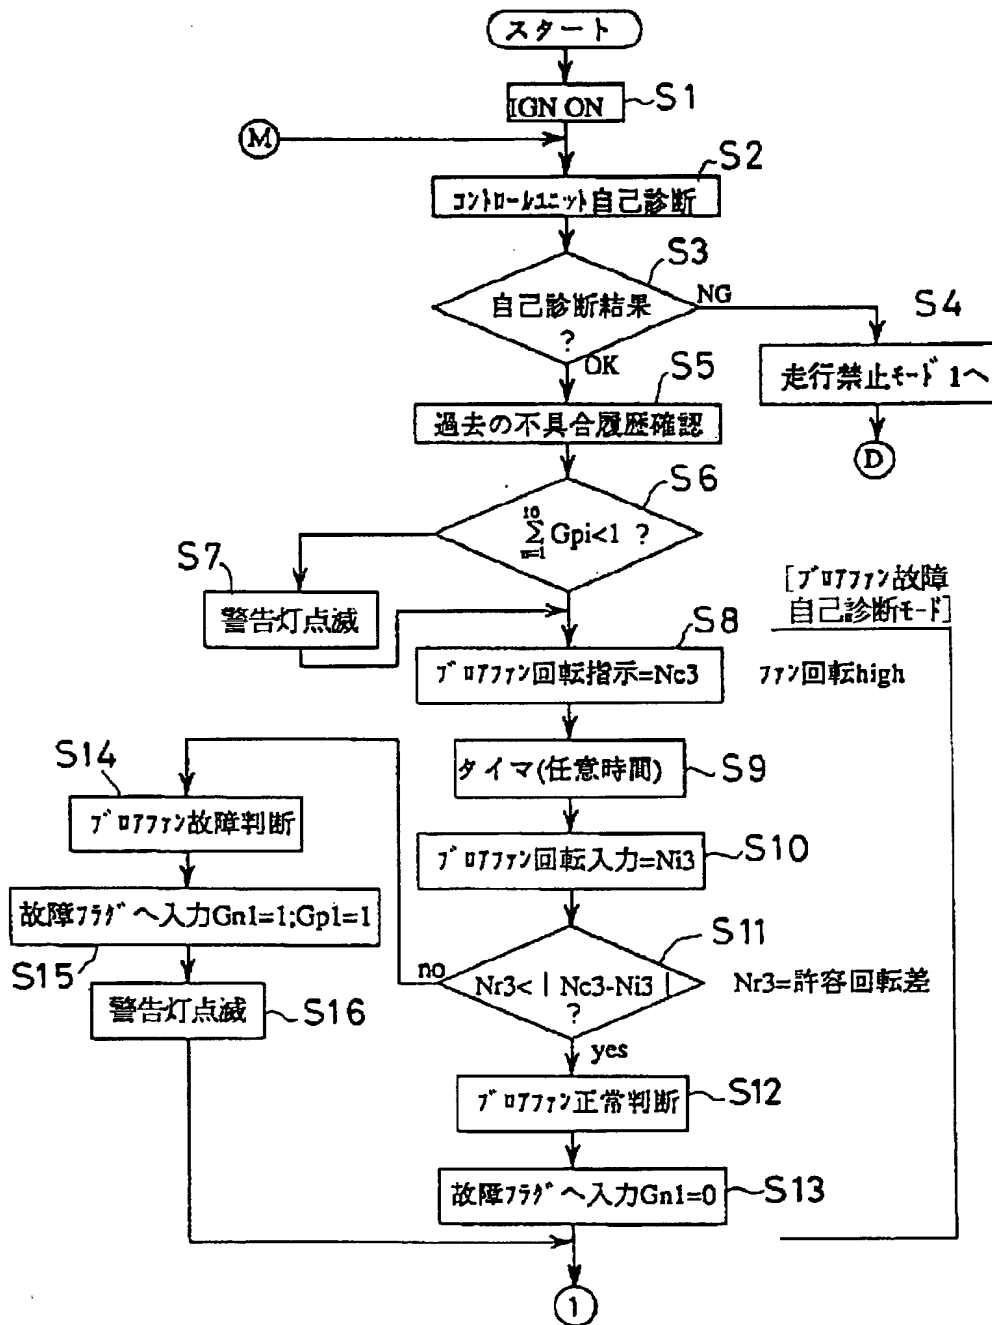 スタート
IGN ON
S1
M
S2
コントロールユニット自己診断
S3
自己診断結果
?
NG
OK
S4
走行禁止モード1へ
D
S5
過去の不具合履歴確認
S6
10
Σ Gpi<1 ?
n=1
S7
警告灯点滅
[ブロアファン故障
自己診断モード]
S8
ブロアファン回転指示=Nc3
ファン回転high
タイマ(任意時間)
S9
ブロアファン回転入力=Ni3
S10
S11
Nr3<|Nc3-Ni3|
?
no
yes
Nr3=許容回転差
S14
ブロアファン故障判断
故障フラグへ入力Gn1=1;Gp1=1
S15
警告灯点滅
S16
ブロアファン正常判断
S12
故障フラグへ入力Gn1=0
S13
1